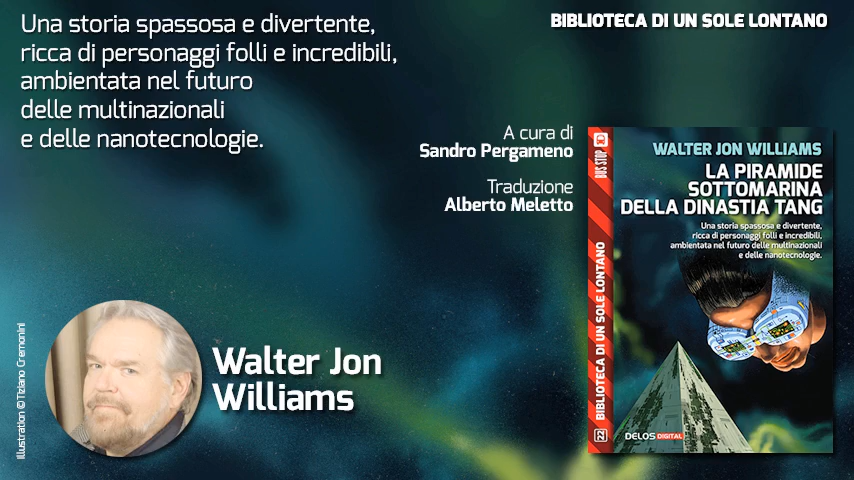 Una storia spassosa e divertente,
ricca di personaggi folli e incredibili,
ambientata nel futuro
delle multinazionali
e delle nanotecnologie.
BIBLIOTECA DI UN SOLE LONTANO
A cura di
Sandro Pergameno
Traduzione
Alberto Meletto
Walter Jon
Williams
Illustration © Tiziano Cremonini
BUS STOP
BIBLIOTECA DI UN SOLE LONTANO
22
WALTER JON WILLIAMS
LA PIRAMIDE
SOTTOMARINA
DELLA DINASTIA TANG
Una storia spassosa e divertente,
ricca di personaggi folli e incredibili,
ambientata nel futuro delle multinazionali
e delle nanotecnologie.
DELOS DIGITAL